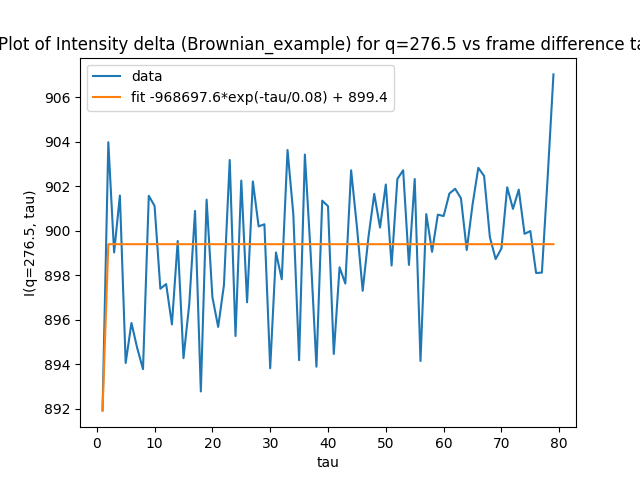 Plot of Intensity delta (Brownian_example) for q=276.5 vs frame difference ta
data
fit -968697.6*exp(-tau/0.08) + 899.4
906
904
902
900
898
896
894
892
I(q=276.5, tau)
0 10 20 30 40 50 60 70 80
tau